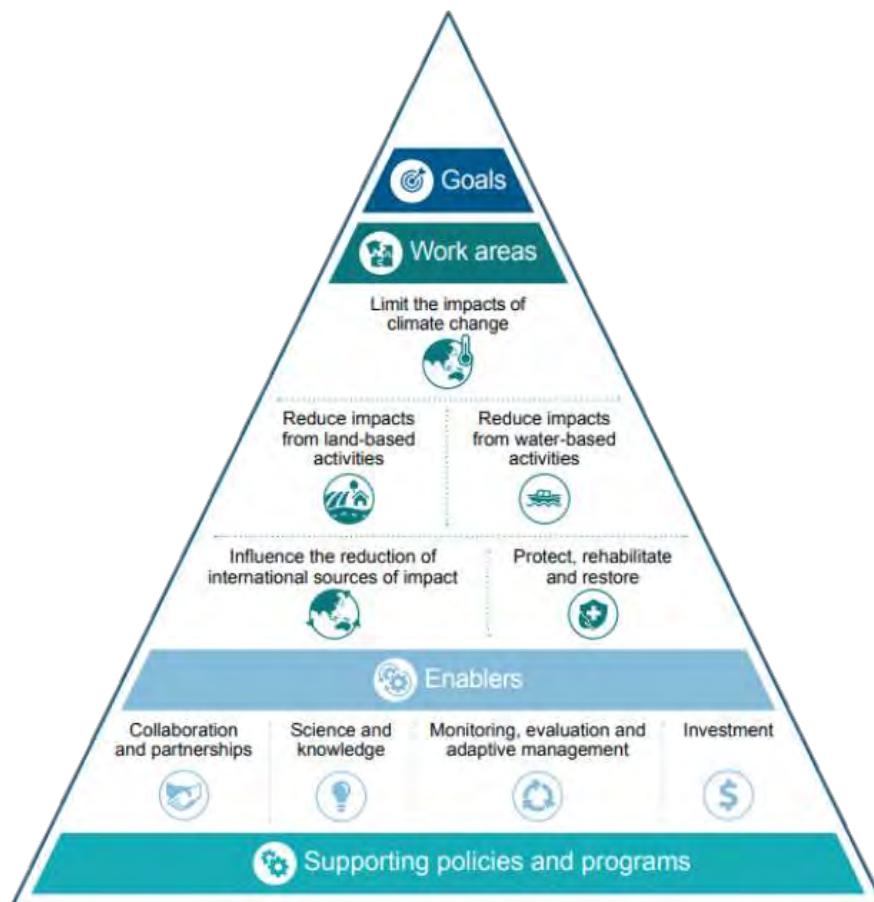 Goals
Work areas
Limit the impacts of
climate change
Reduce impacts
from land-based
activities
Reduce impacts
from water-based
activities
Influence the reduction of
international sources of impact
Protect, rehabilitate
and restore
Enablers
Collaboration
and partnerships
Science and
knowledge
Monitoring, evaluation and
adaptive management
Investment
$
Supporting policies and programs